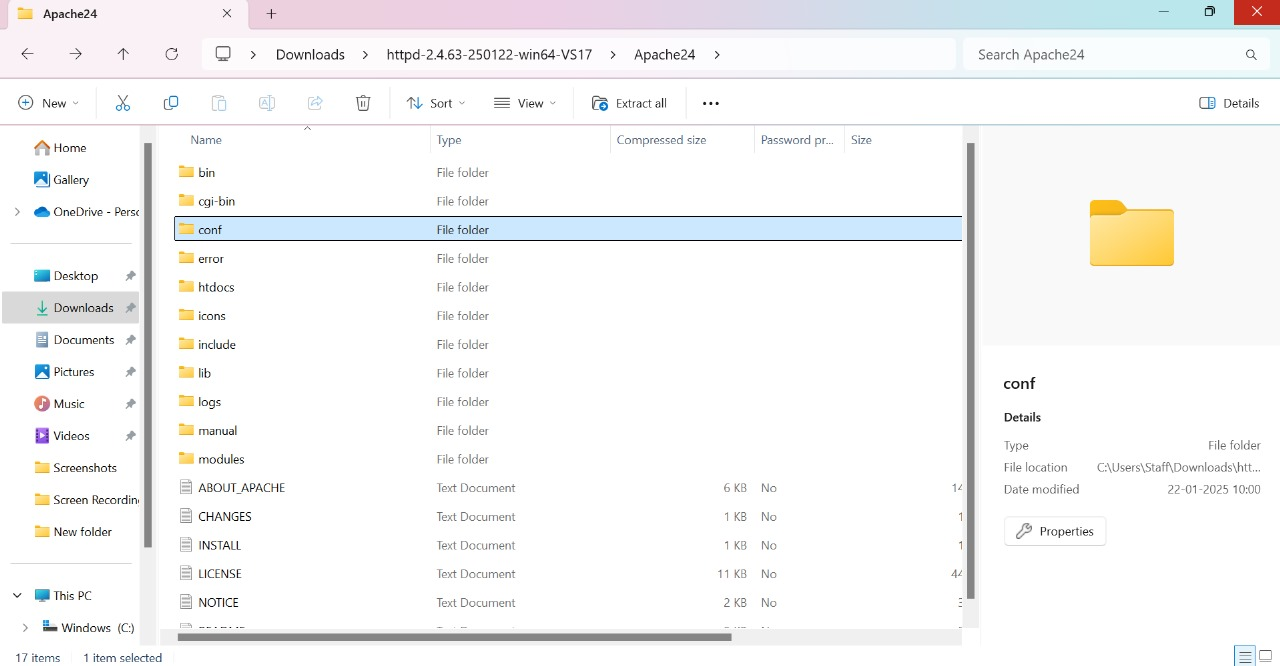 Apache24
Downloads > httpd-2.4.63-250122-win64-VS17 > Apache24 >
Search Apache24
New
Sort
View
Extract all
Details
Home
Gallery
OneDrive - Perso
Desktop
Downloads
Documents
Pictures
Music
Videos
Screenshots
Screen Recording
New folder
This PC
Windows (C:)
Name Type Compressed size Password pr... Size
bin File folder
cgi-bin File folder
conf File folder
error File folder
htdocs File folder
icons File folder
include File folder
lib File folder
logs File folder
manual File folder
modules File folder
ABOUT_APACHE Text Document 6 KB No 14
CHANGES Text Document 1 KB No 1
INSTALL Text Document 1 KB No 1
LICENSE Text Document 11 KB No 44
NOTICE Text Document 2 KB No
conf
Details
Type File folder
File location C:\Users\Staff\Downloads\htt...
Date modified 22-01-2025 10:00
Properties
17 items 1 item selected